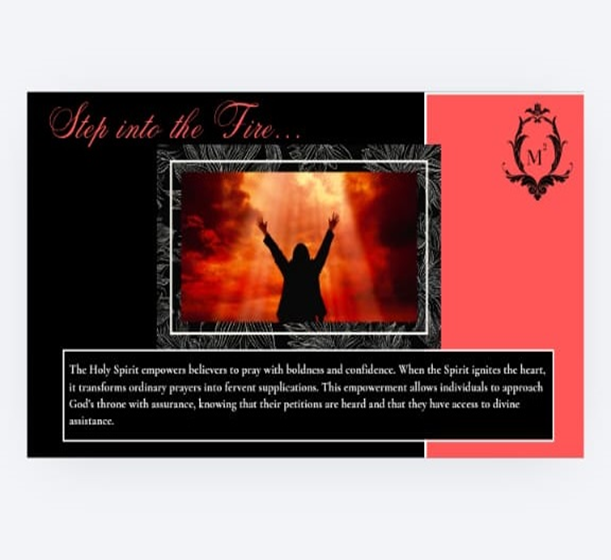 Step into the Fire...
M²
The Holy Spirit empowers believers to pray with boldness and confidence. When the Spirit ignites the heart,
it transforms ordinary prayers into fervent supplications. This empowerment allows individuals to approach
God's throne with assurance, knowing that their petitions are heard and that they have access to divine
assistance.